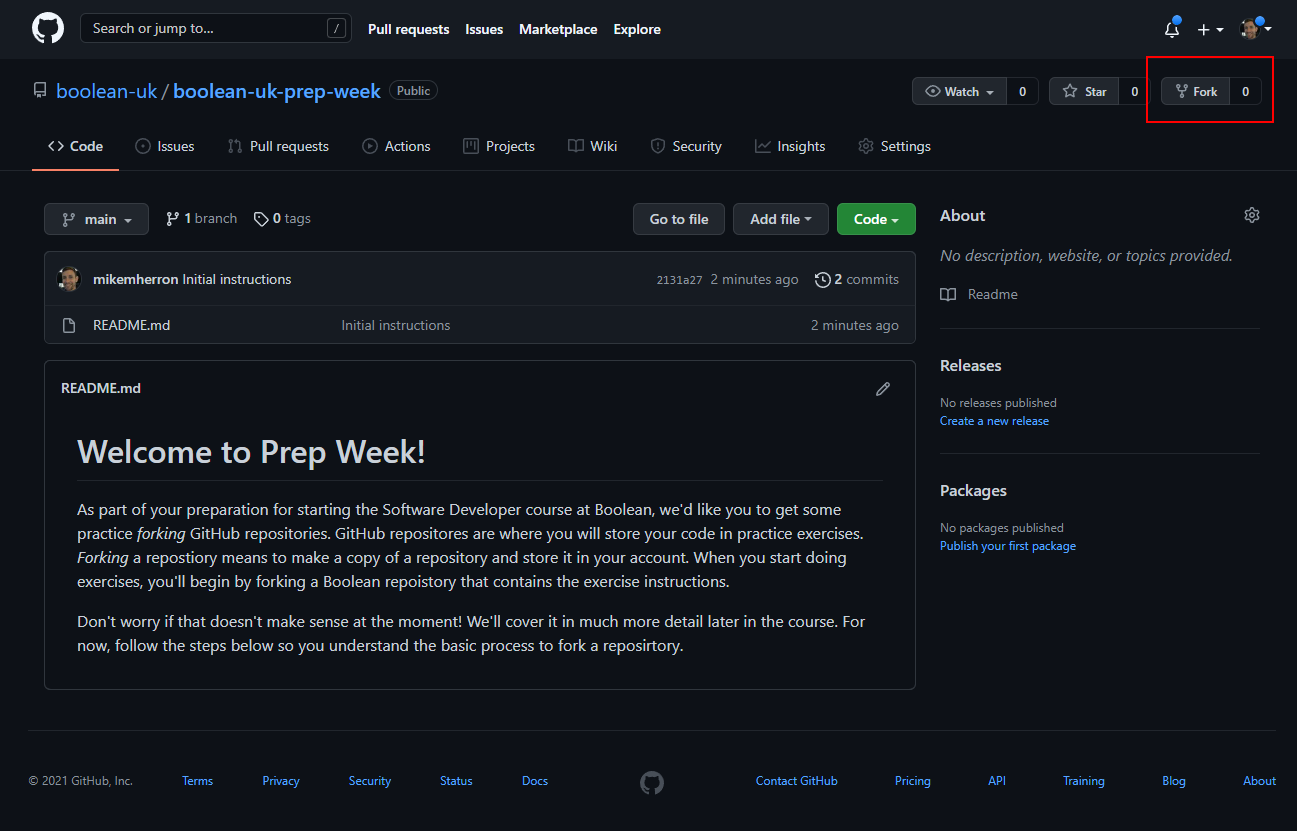 Search or jump to... /
Pull requests Issues Marketplace Explore
boolean-uk / boolean-uk-prep-week Public
Watch 0 Star 0 Fork 0
Code Issues Pull requests Actions Projects Wiki Security Insights Settings
main 1 branch 0 tags Go to file Add file Code
mikemherron Initial instructions 2131a27 2 minutes ago 2 commits
README.md Initial instructions 2 minutes ago
README.md
Welcome to Prep Week!
As part of your preparation for starting the Software Developer course at Boolean, we'd like you to get some
practice forking GitHub repositories. GitHub repositores are where you will store your code in practice exercises.
Forking a repostiory means to make a copy of a repository and store it in your account. When you start doing
exercises, you'll begin by forking a Boolean repoistory that contains the exercise instructions.
Don't worry if that doesn't make sense at the moment! We'll cover it in much more detail later in the course. For
now, follow the steps below so you understand the basic process to fork a reposirtory.
About
No description, website, or topics provided.
Readme
Releases
No releases published
Create a new release
Packages
No packages published
Publish your first package
© 2021 GitHub, Inc. Terms Privacy Security Status Docs Contact GitHub Pricing API Training Blog About